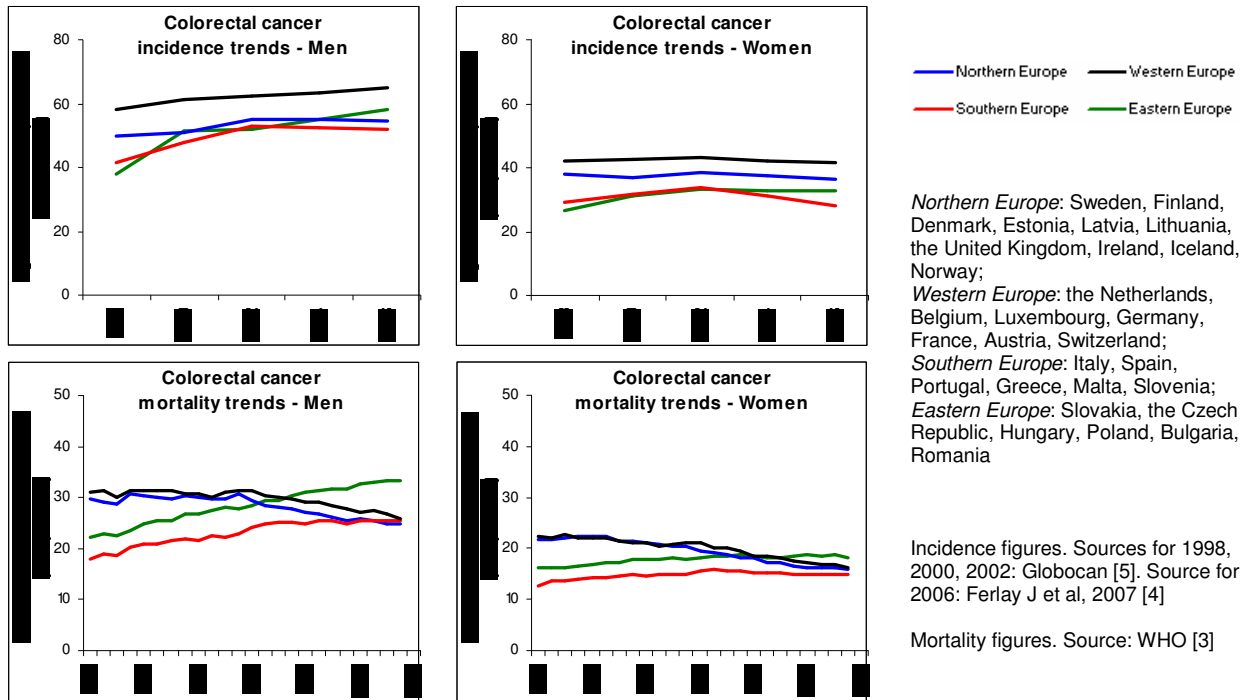 Colorectal cancer
incidence trends - Men
80
60
40
20
0
Colorectal cancer
incidence trends - Women
80
60
40
20
0
Northern Europe
Western Europe
Southern Europe
Eastern Europe
Northern Europe: Sweden, Finland,
Denmark, Estonia, Latvia, Lithuania,
the United Kingdom, Ireland, Iceland,
Norway;
Western Europe: the Netherlands,
Belgium, Luxembourg, Germany,
France, Austria, Switzerland;
Southern Europe: Italy, Spain,
Portugal, Greece, Malta, Slovenia;
Eastern Europe: Slovakia, the Czech
Republic, Hungary, Poland, Bulgaria,
Romania
Colorectal cancer
mortality trends - Men
50
40
30
20
10
0
Colorectal cancer
mortality trends - Women
50
40
30
20
10
0
Incidence figures. Sources for 1998,
2000, 2002: Globocan [5]. Source for
2006: Ferlay J et al, 2007 [4]
Mortality figures. Source: WHO [3]